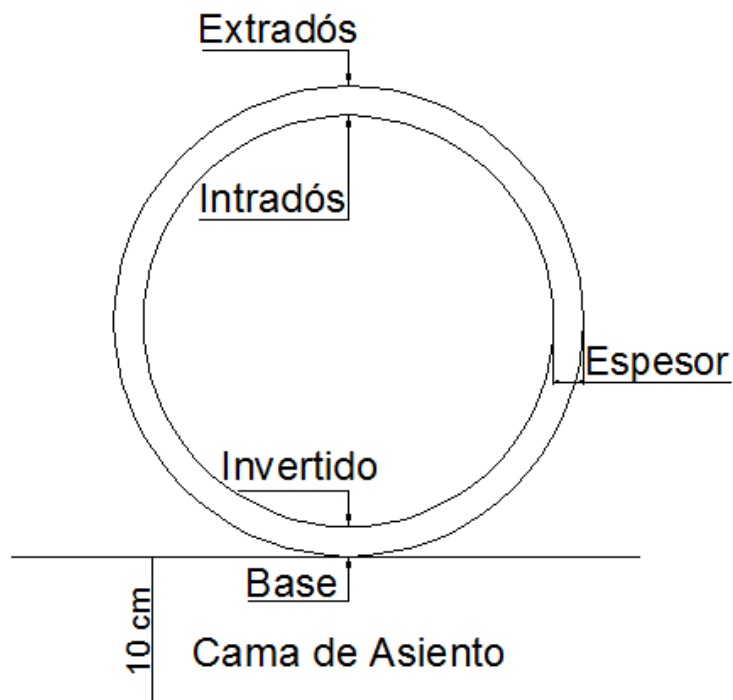 Extradós
Intradós
Espesor
Invertido
Base
10 cm
Cama de Asiento